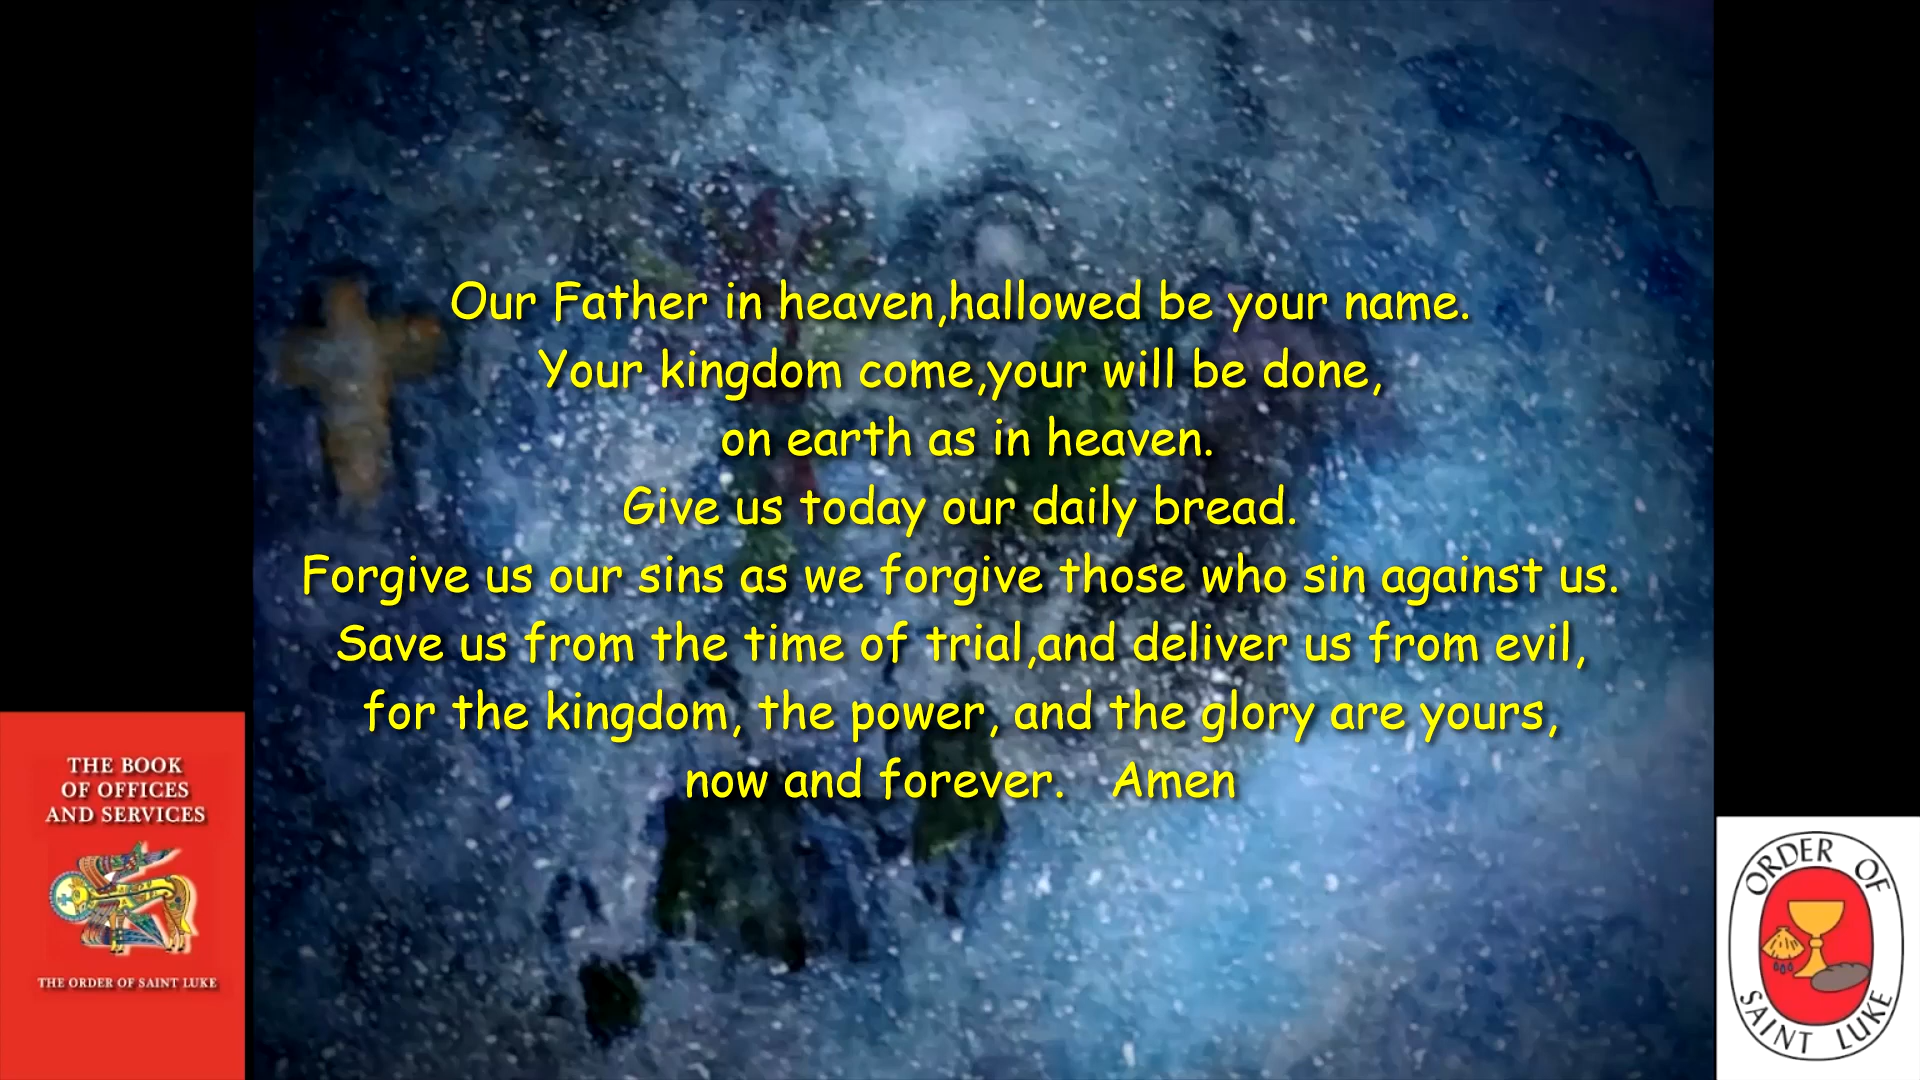 Our Father in heaven,hallowed be your name.
Your kingdom come,your will be done,
on earth as in heaven.
Give us today our daily bread.
Forgive us our sins as we forgive those who sin against us.
Save us from the time of trial,and deliver us from evil,
for the kingdom, the power, and the glory are yours,
now and forever.   Amen
THE BOOK
OF OFFICES
AND SERVICES
THE ORDER OF SAINT LUKE
ORDER OF
SAINT LUKE